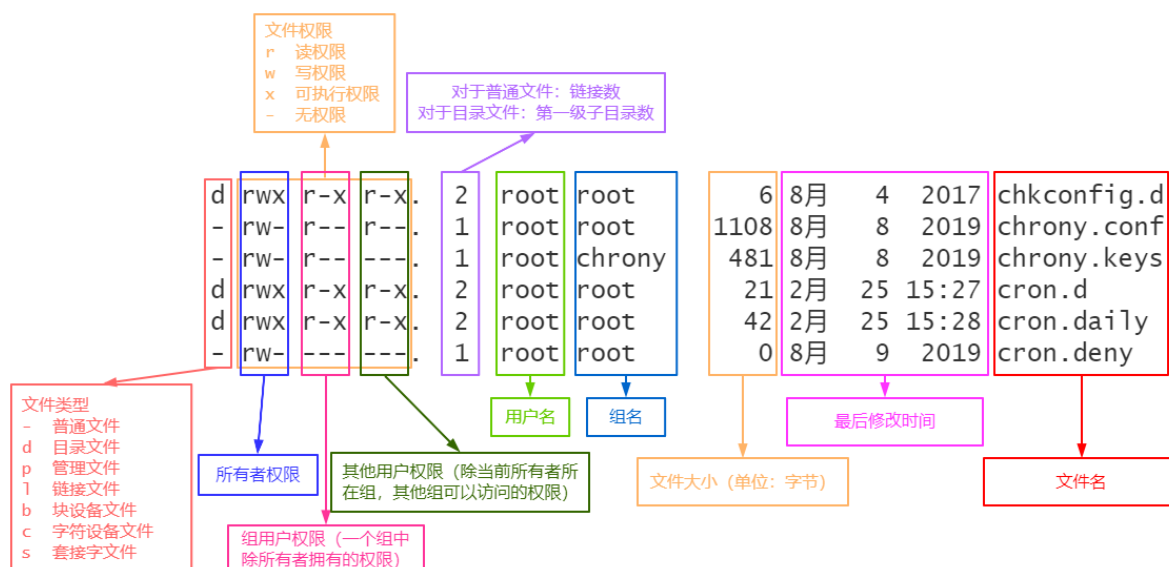 文件权限
r 读权限
w 写权限
x 可执行权限
- 无权限
对于普通文件：链接数
对于目录文件：第一级子目录数
d rwx r-x r-x. 2 root root 6 8月 4 2017 chkconfig.d
- rw- r-- r--. 1 root root 1108 8月 8 2019 chrony.conf
- rw- r-- ---. 1 root chrony 481 8月 8 2019 chrony.keys
d rwx r-x r-x. 2 root root 21 2月 25 15:27 cron.d
d rwx r-x r-x. 2 root root 42 2月 25 15:28 cron.daily
- rw- --- ---. 1 root root 0 8月 9 2019 cron.deny
文件类型
- 普通文件
d 目录文件
p 管理文件
l 链接文件
b 块设备文件
c 字符设备文件
s 套接字文件
所有者权限
组用户权限（一个组中
除所有者拥有的权限）
其他用户权限（除当前所有者所
在组，其他组可以访问的权限）
用户名
组名
文件大小（单位：字节）
最后修改时间
文件名